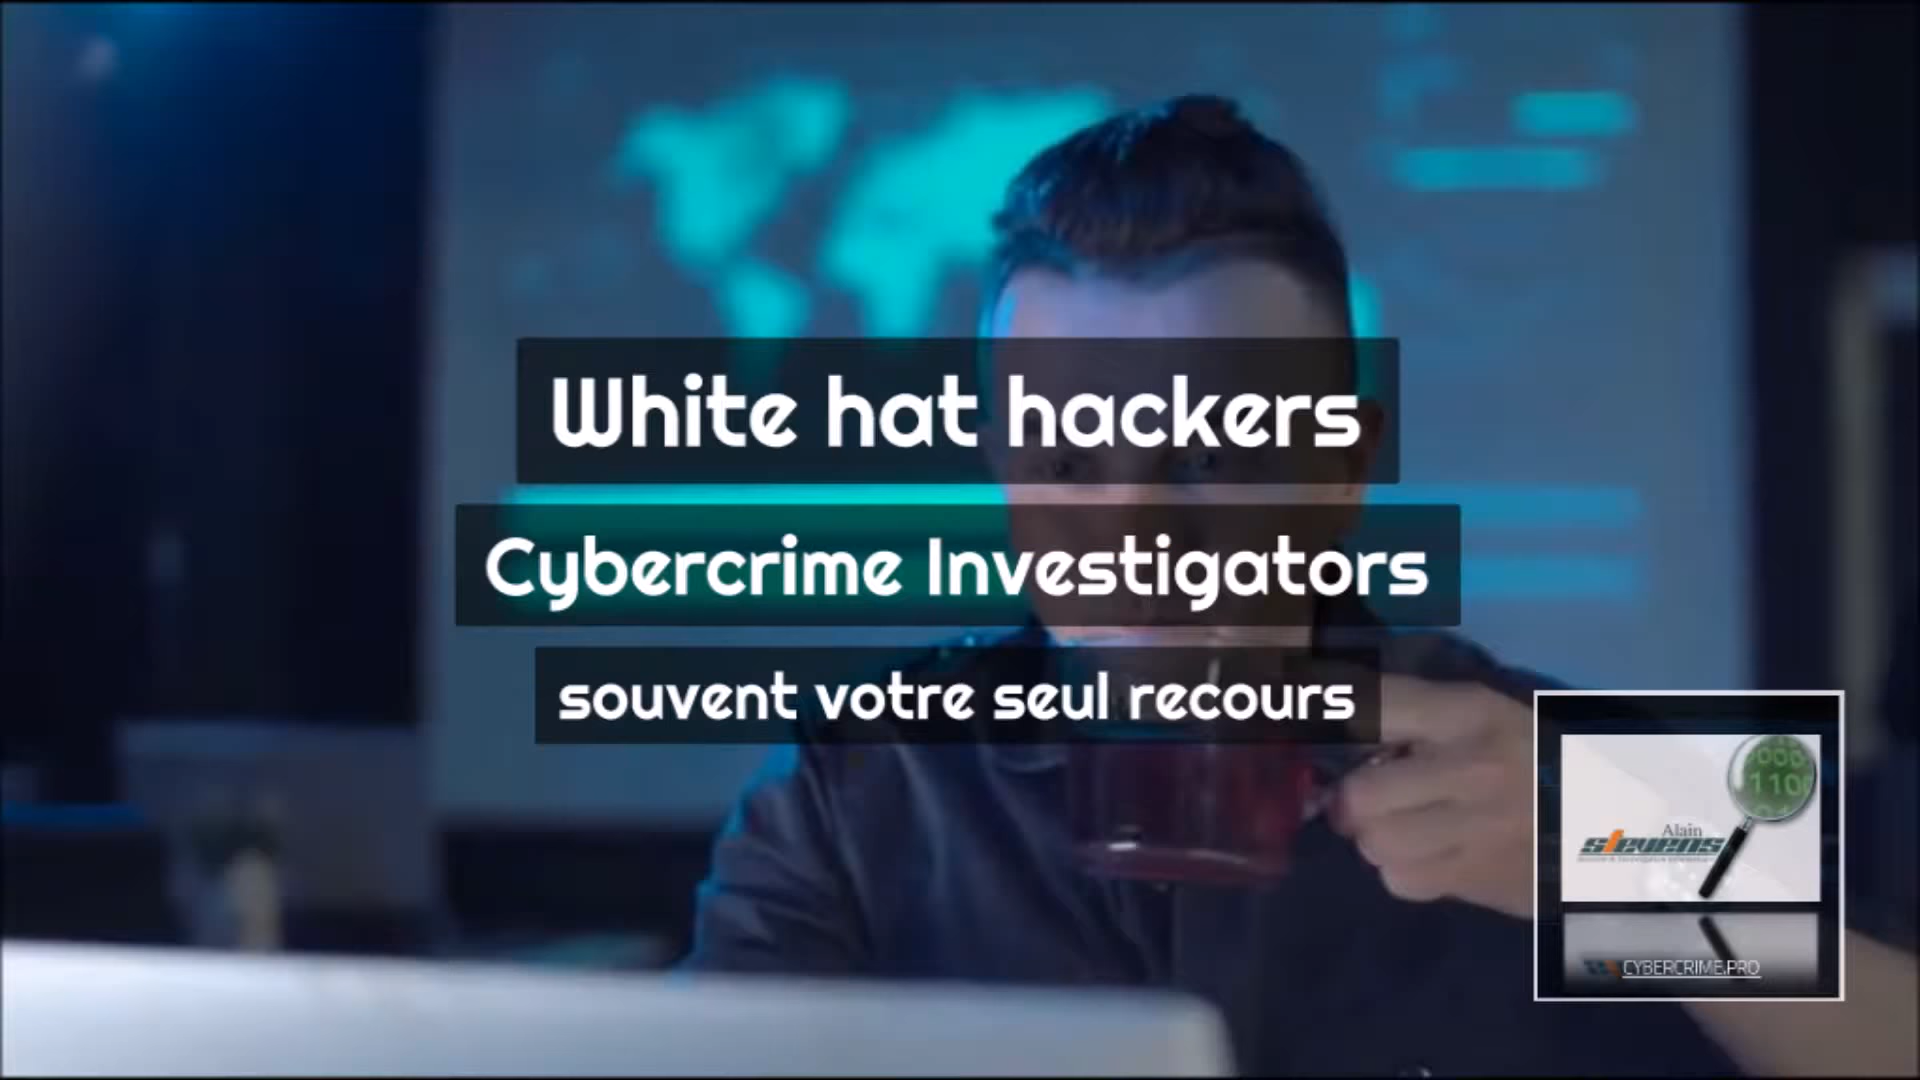 White hat hackers
Cybercrime Investigators
souvent votre seul recours
Alain
stevens
CYBERCRIME.PRO